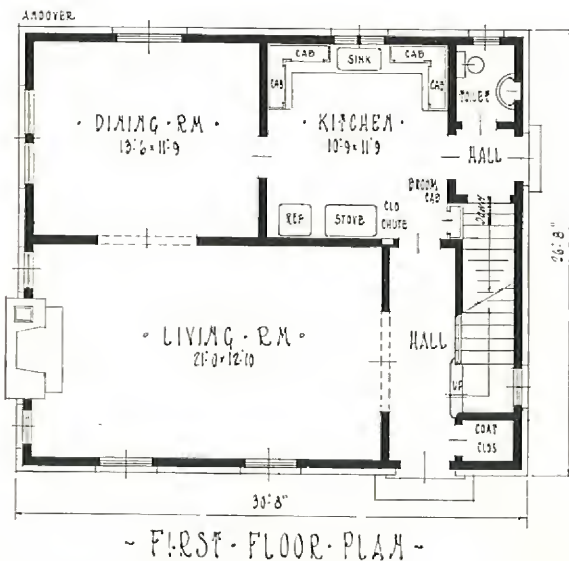 ANDOVER
CAB
SINK
CAB
CAB
CAB
TOILET
· DINING · RM ·
13'·6 x 11'·9
· KITCHEN ·
10'·9 x 11'·9
HALL
BROOM
CAB
DOWN
REF
STOVE
CLO
CHUTE
26'·8"
· LIVING · RM ·
21'·0 x 12'·10
HALL
UP
COAT
CLOS
30'·8"
~ FIRST · FLOOR · PLAN ~